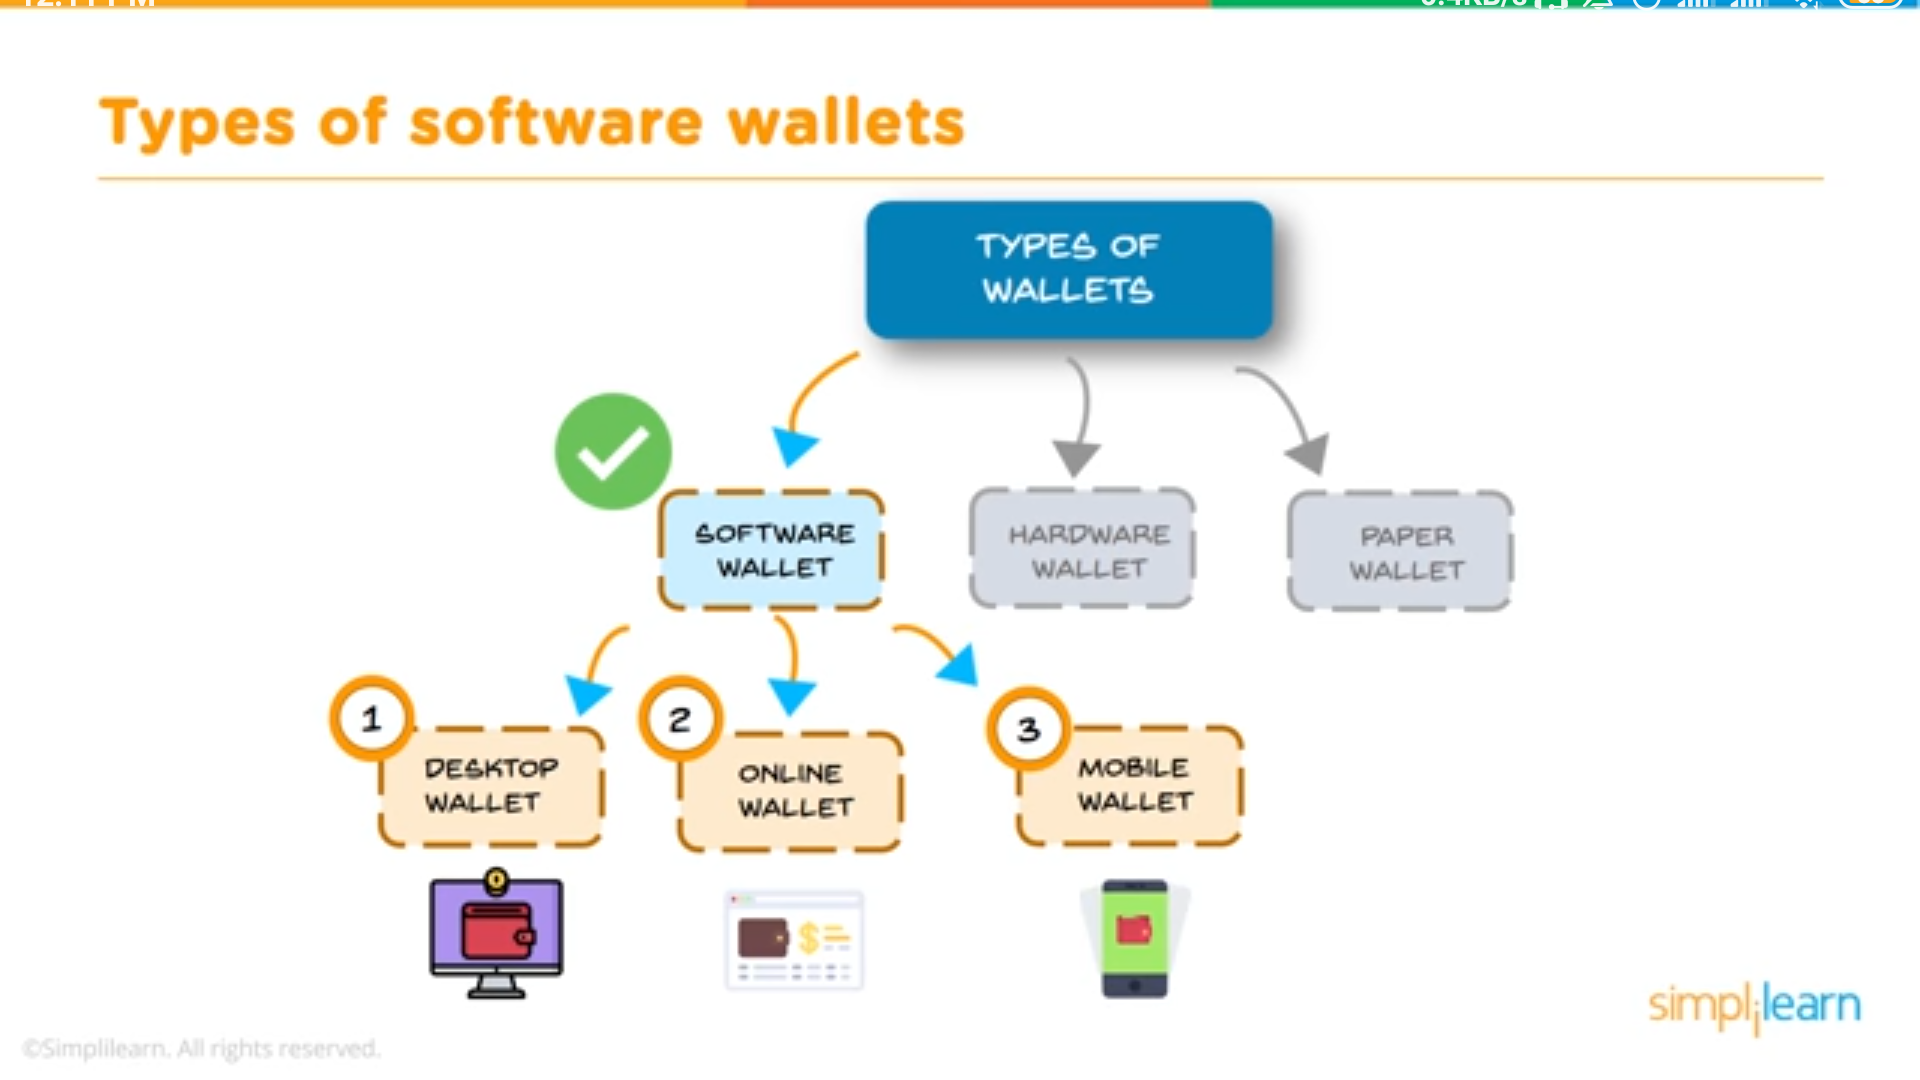 Types of software wallets
TYPES OF
WALLETS
SOFTWARE
WALLET
HARDWARE
WALLET
PAPER
WALLET
1
DESKTOP
WALLET
2
ONLINE
WALLET
3
MOBILE
WALLET
$
simplilearn
©Simplilearn. All rights reserved.